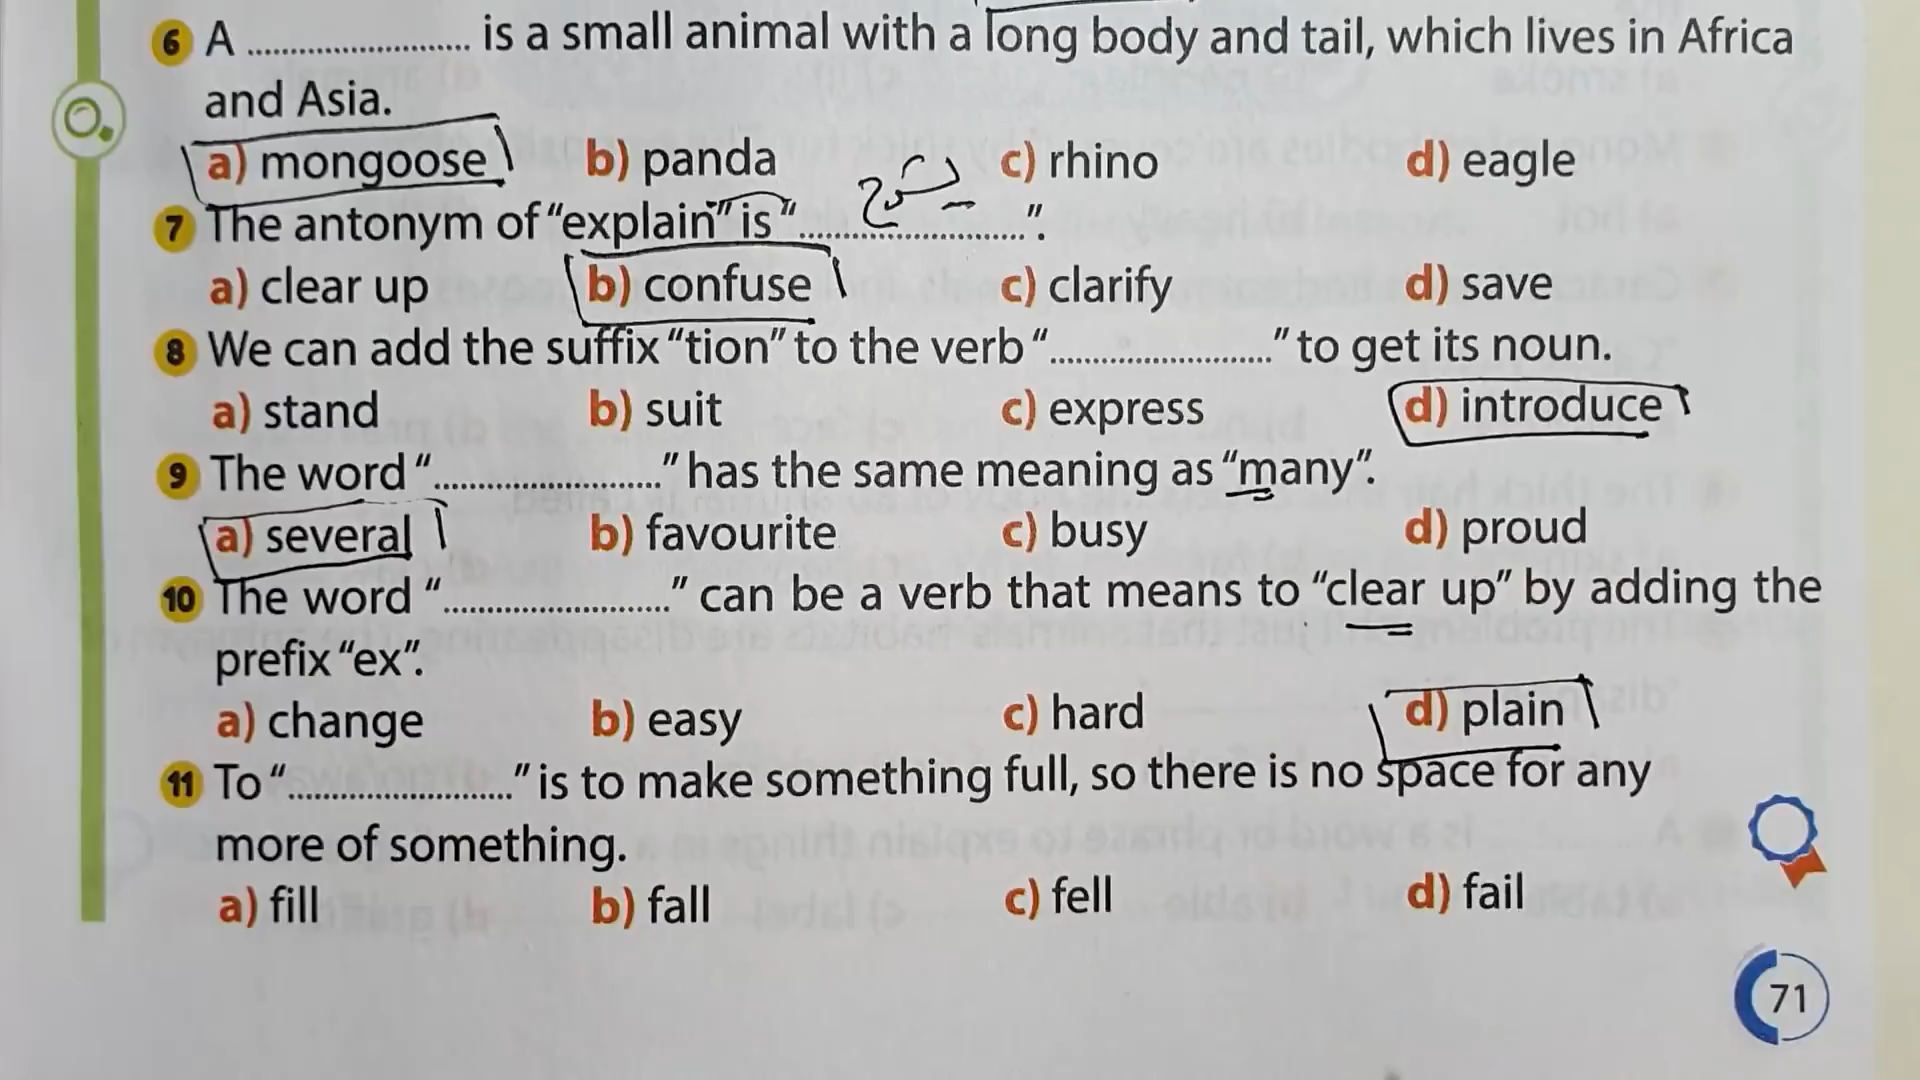 6 A ........................ is a small animal with a long body and tail, which lives in Africa
and Asia.
a) mongoose b) panda c) rhino d) eagle
7 The antonym of “explain” is “........................”.
a) clear up b) confuse c) clarify d) save
8 We can add the suffix “tion” to the verb “........................” to get its noun.
a) stand b) suit c) express d) introduce
9 The word “........................” has the same meaning as “many”.
a) several b) favourite c) busy d) proud
10 The word “........................” can be a verb that means to “clear up” by adding the
prefix “ex”.
a) change b) easy c) hard d) plain
11 To “........................” is to make something full, so there is no space for any
more of something.
a) fill b) fall c) fell d) fail
71